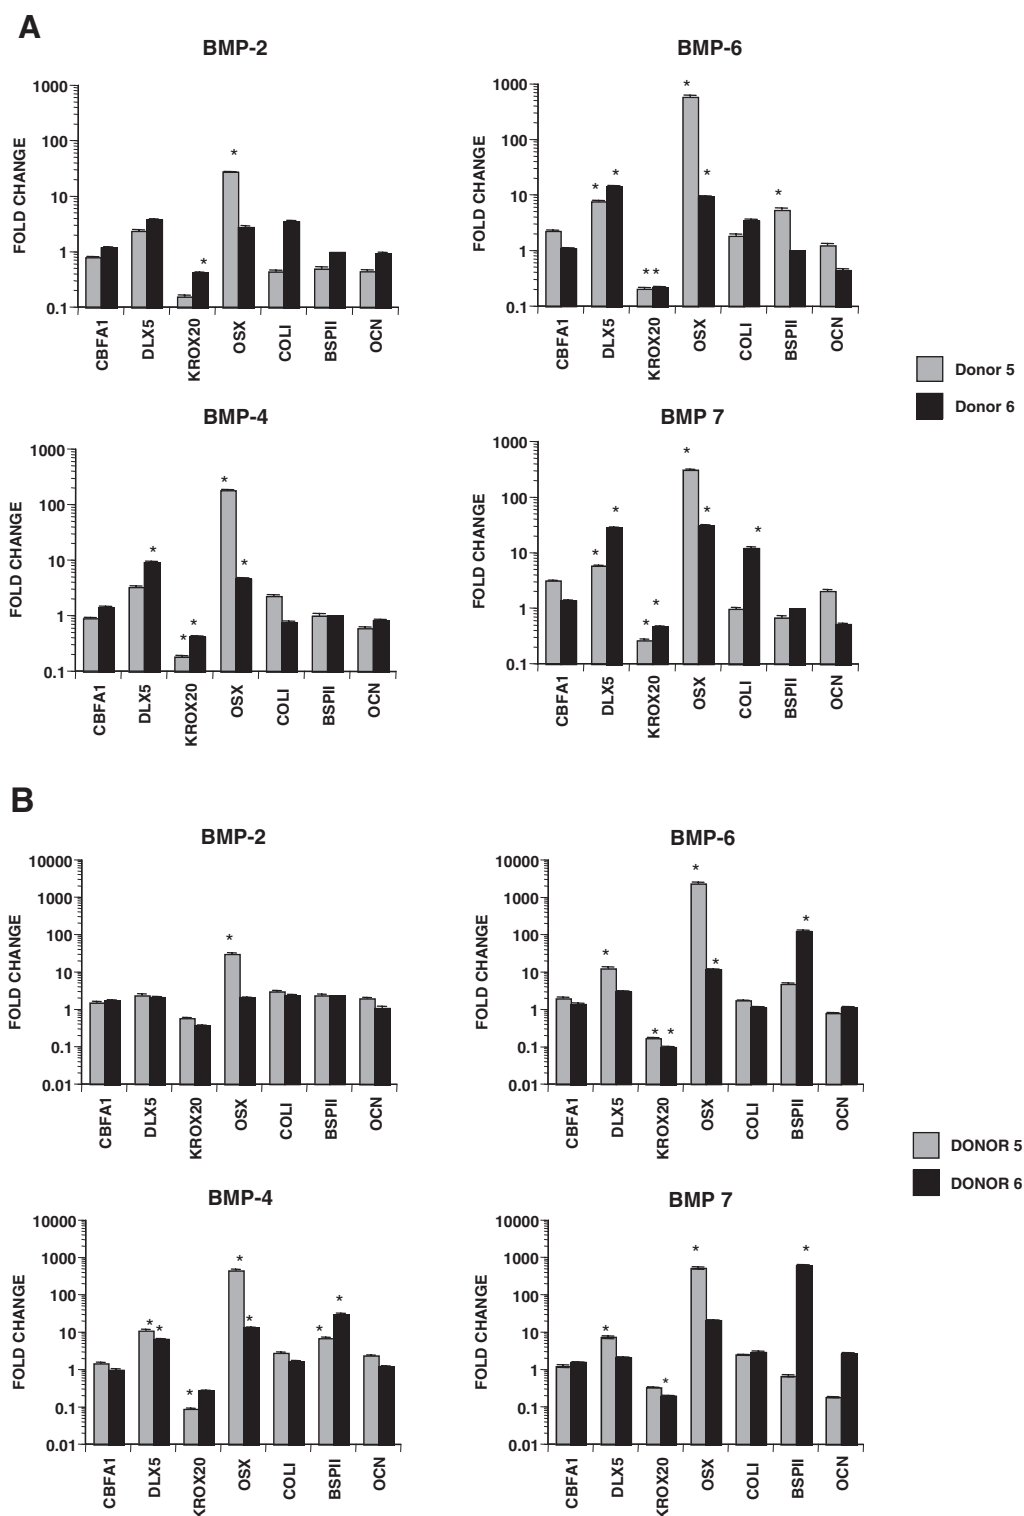 A
BMP-2
FOLD CHANGE
1000
100
10
1
0.1
*
*
CBFA1
DLX5
KROX20
OSX
COLI
BSPII
OCN
BMP-6
FOLD CHANGE
1000
100
10
1
0.1
* *
* *
*
*
*
CBFA1
DLX5
KROX20
OSX
COLI
BSPII
OCN
Donor 5
Donor 6
BMP-4
FOLD CHANGE
1000
100
10
1
0.1
*
* *
*
*
CBFA1
DLX5
KROX20
OSX
COLI
BSPII
OCN
BMP 7
FOLD CHANGE
1000
100
10
1
0.1
* *
* *
*
*
*
CBFA1
DLX5
KROX20
OSX
COLI
BSPII
OCN
B
BMP-2
FOLD CHANGE
10000
1000
100
10
1
0.1
0.01
*
CBFA1
DLX5
KROX20
OSX
COLI
BSPII
OCN
BMP-6
FOLD CHANGE
10000
1000
100
10
1
0.1
0.01
*
* *
*
*
*
CBFA1
DLX5
KROX20
OSX
COLI
BSPII
OCN
DONOR 5
DONOR 6
BMP-4
FOLD CHANGE
10000
1000
100
10
1
0.1
0.01
* *
*
*
*
* *
CBFA1
DLX5
KROX20
OSX
COLI
BSPII
OCN
BMP 7
FOLD CHANGE
10000
1000
100
10
1
0.1
0.01
*
*
*
*
CBFA1
DLX5
KROX20
OSX
COLI
BSPII
OCN